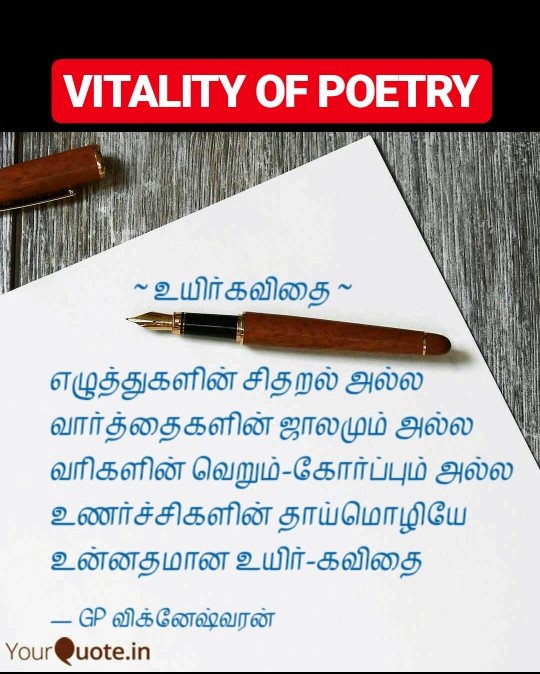 VITALITY OF POETRY
~ உயிர்கவிதை ~
எழுத்துகளின் சிதறல் அல்ல
வார்த்தைகளின் ஜாலமும் அல்ல
வரிகளின் வெறும்-கோர்ப்பும் அல்ல
உணர்ச்சிகளின் தாய்மொழியே
உன்னதமான உயிர்-கவிதை
— GP விக்னேஷ்வரன்
YourQuote.in